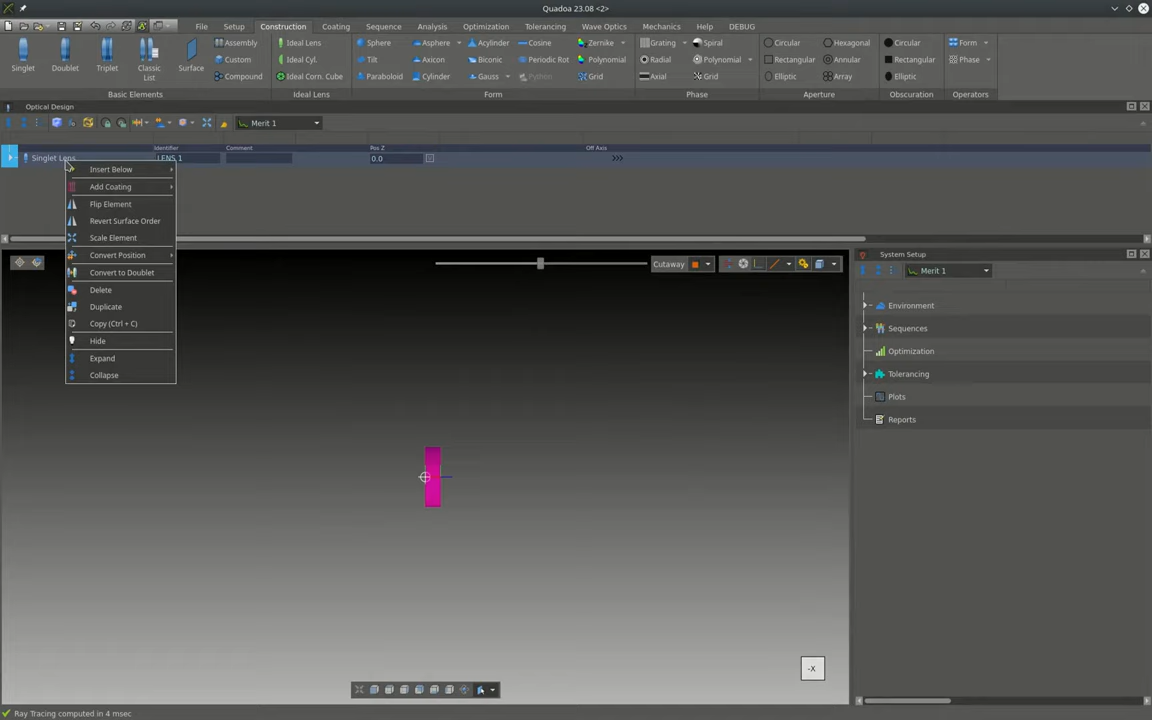 Quadoa 23.08 <2>
File Setup Construction Coating Sequence Analysis Optimization Tolerancing Wave Optics Mechanics Help DEBUG
Singlet Doublet Triplet Classic List Surface
Assembly
Custom
Compound
Basic Elements
Ideal Lens
Ideal Cyl.
Ideal Corn. Cube
Ideal Lens
Sphere Asphere Acylinder Cosine Zernike
Tilt Axicon Biconic Periodic Rot Polynomial
Paraboloid Cylinder Gauss Python Grid
Form
Grating Spiral
Radial Polynomial
Axial Grid
Phase
Circular Hexagonal
Rectangular Annular
Elliptic Array
Aperture
Circular
Rectangular
Elliptic
Obscuration
Form
Phase
Operators
Optical Design
Merit 1
Identifier Comment Pos Z Off Axis
Singlet Lens LENS 1 0.0 >>>
Insert Below
Add Coating
Flip Element
Revert Surface Order
Scale Element
Convert Position
Convert to Doublet
Delete
Duplicate
Copy (Ctrl + C)
Hide
Expand
Collapse
Cutaway
-X
System Setup
Merit 1
Environment
Sequences
Optimization
Tolerancing
Plots
Reports
Ray Tracing computed in 4 msec